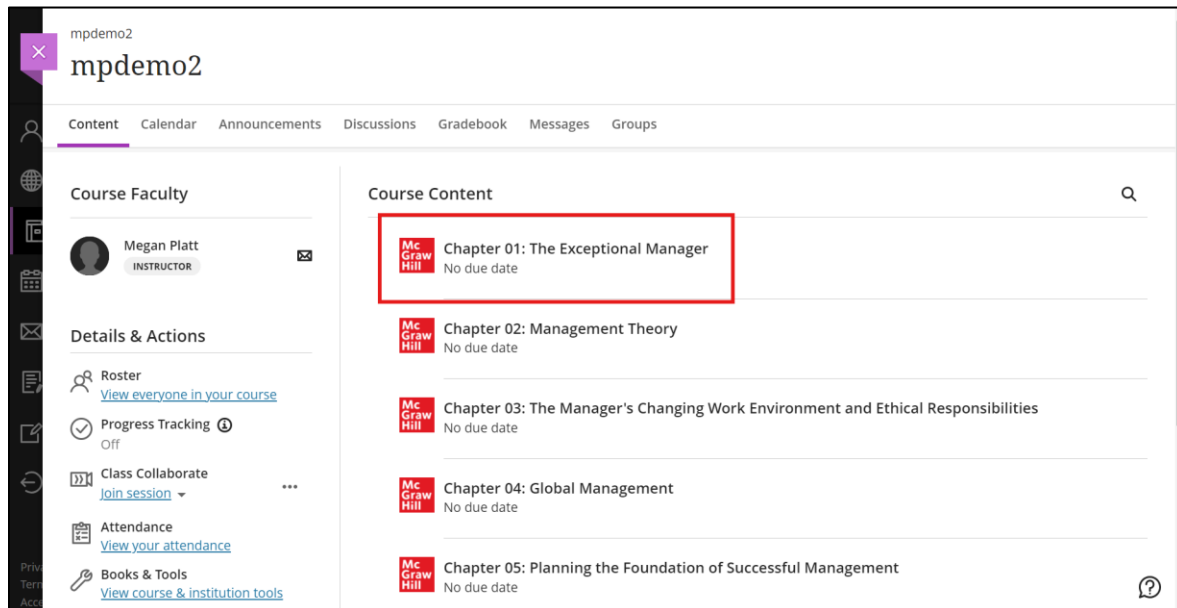 mpdemo2
mpdemo2
Content Calendar Announcements Discussions Gradebook Messages Groups
Course Faculty
Megan Platt
INSTRUCTOR
Details & Actions
Roster
View everyone in your course
Progress Tracking
Off
Class Collaborate
Join session
Attendance
View your attendance
Books & Tools
View course & institution tools
Course Content
Mc
Graw
Hill
Chapter 01: The Exceptional Manager
No due date
Mc
Graw
Hill
Chapter 02: Management Theory
No due date
Mc
Graw
Hill
Chapter 03: The Manager's Changing Work Environment and Ethical Responsibilities
No due date
Mc
Graw
Hill
Chapter 04: Global Management
No due date
Mc
Graw
Hill
Chapter 05: Planning the Foundation of Successful Management
No due date